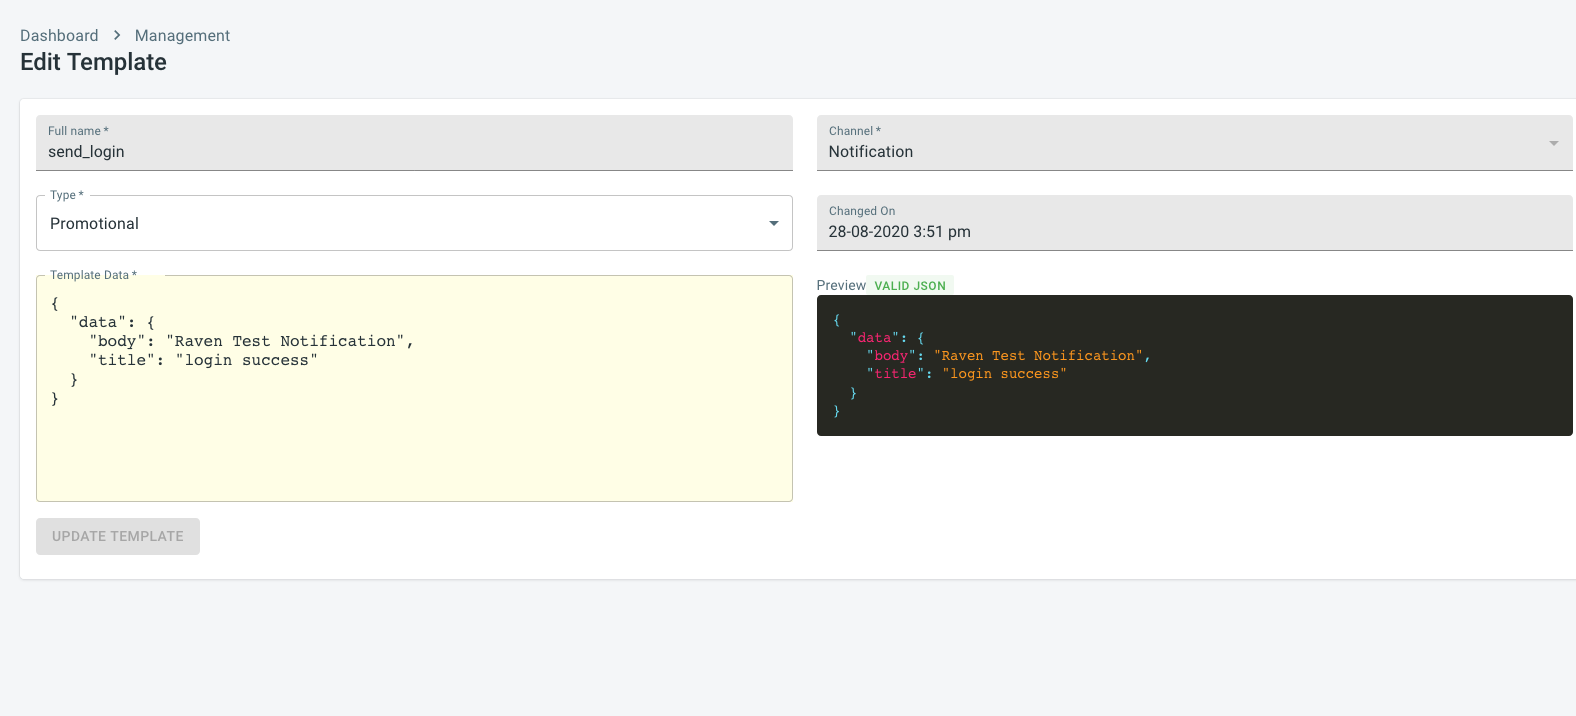 Dashboard > Management
Edit Template
Full name *
send_login
Channel *
Notification
Type *
Promotional
Changed On
28-08-2020 3:51 pm
Template Data *
{
  "data": {
    "body": "Raven Test Notification",
    "title": "login success"
  }
}
Preview VALID JSON
{
  "data": {
    "body": "Raven Test Notification",
    "title": "login success"
  }
}
UPDATE TEMPLATE